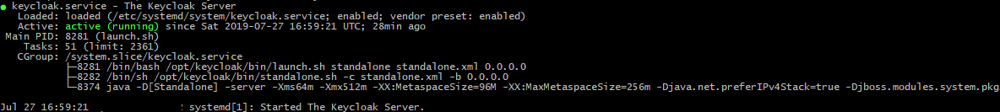 ● keycloak.service - The Keycloak Server
Loaded: loaded (/etc/systemd/system/keycloak.service; enabled; vendor preset: enabled)
Active: active (running) since Sat 2019-07-27 16:59:21 UTC; 28min ago
Main PID: 8281 (launch.sh)
Tasks: 51 (limit: 2361)
CGroup: /system.slice/keycloak.service
├─8281 /bin/bash /opt/keycloak/bin/launch.sh standalone standalone.xml 0.0.0.0
├─8282 /bin/sh /opt/keycloak/bin/standalone.sh -c standalone.xml -b 0.0.0.0
└─8374 java -D[Standalone] -server -Xms64m -Xmx512m -XX:MetaspaceSize=96M -XX:MaxMetaspaceSize=256m -Djava.net.preferIPv4Stack=true -Djboss.modules.system.pkg
Jul 27 16:59:21 systemd[1]: Started The Keycloak Server.